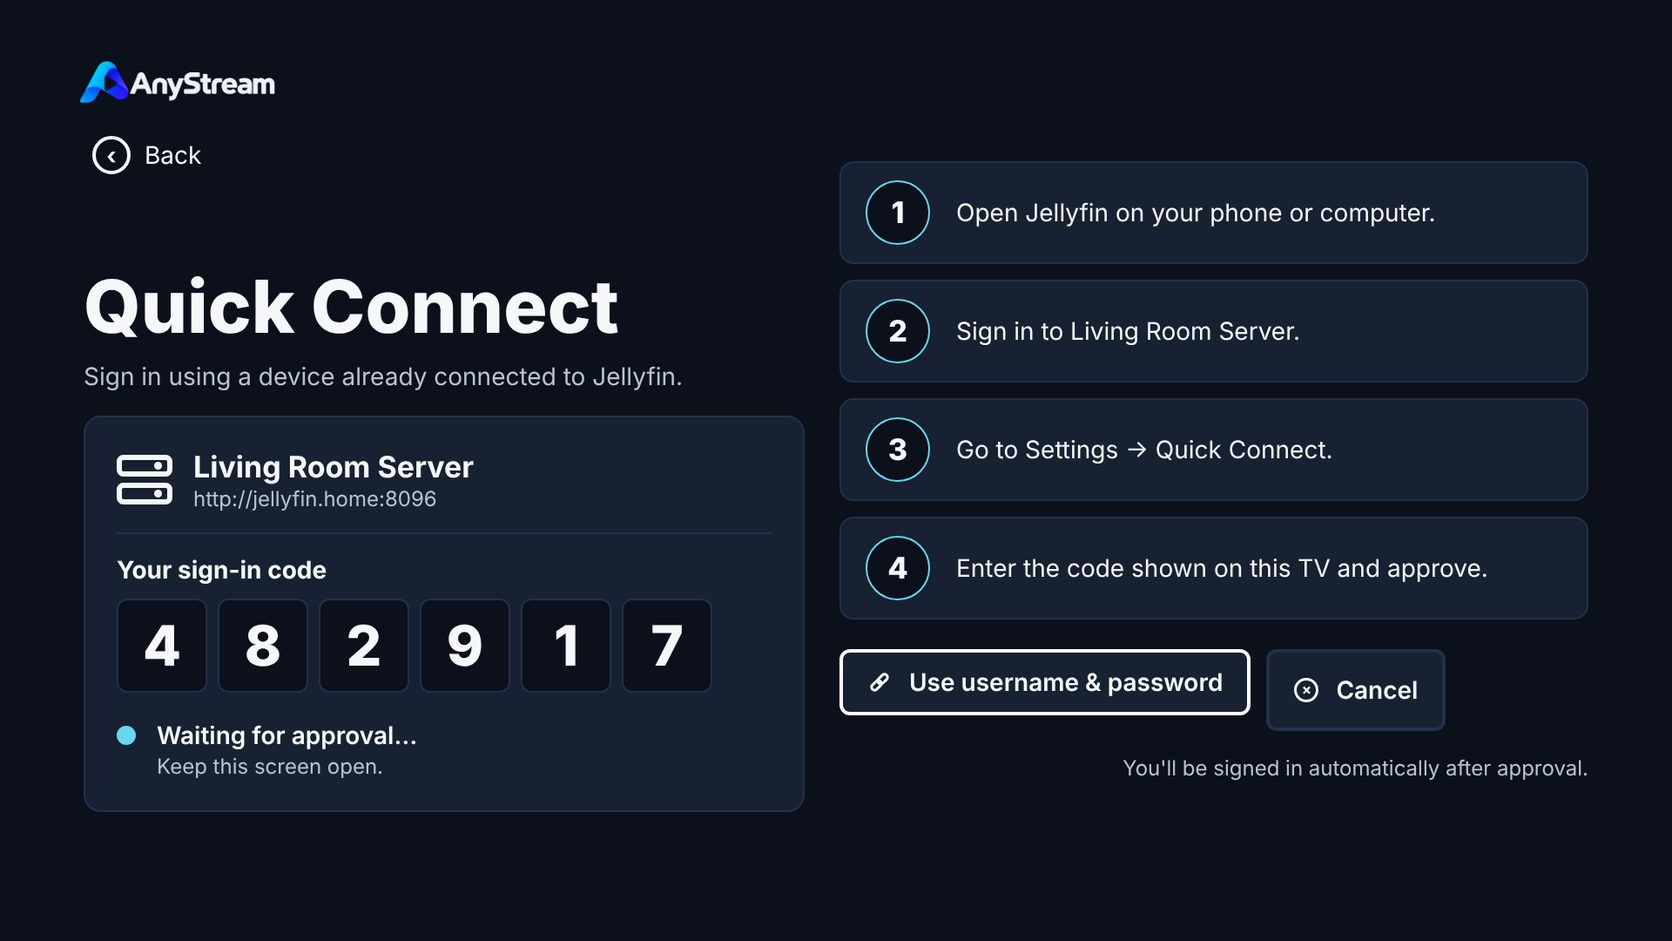 AnyStream
Back
Quick Connect
Sign in using a device already connected to Jellyfin.
Living Room Server
http://jellyfin.home:8096
Your sign-in code
4 8 2 9 1 7
Waiting for approval...
Keep this screen open.
1 Open Jellyfin on your phone or computer.
2 Sign in to Living Room Server.
3 Go to Settings → Quick Connect.
4 Enter the code shown on this TV and approve.
Use username & password
Cancel
You'll be signed in automatically after approval.